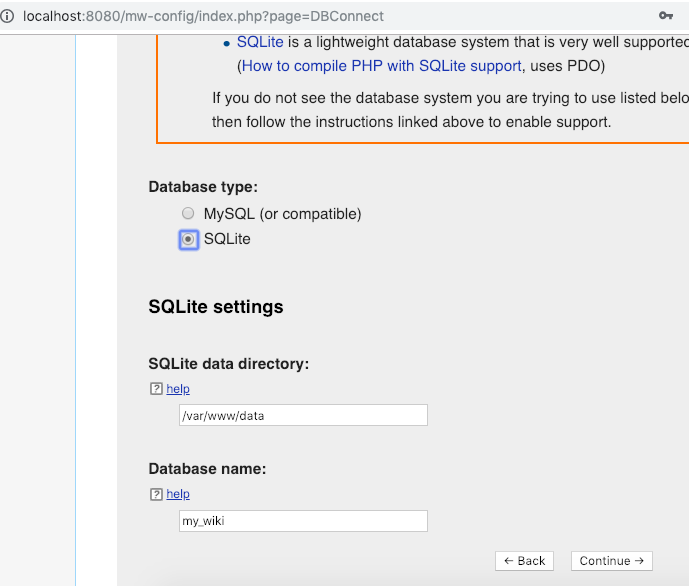 localhost:8080/mw-config/index.php?page=DBConnect
• SQLite is a lightweight database system that is very well supported
(How to compile PHP with SQLite support, uses PDO)
If you do not see the database system you are trying to use listed belo
then follow the instructions linked above to enable support.
Database type:
MySQL (or compatible)
SQLite
SQLite settings
SQLite data directory:
? help
/var/www/data
Database name:
? help
my_wiki
← Back
Continue →